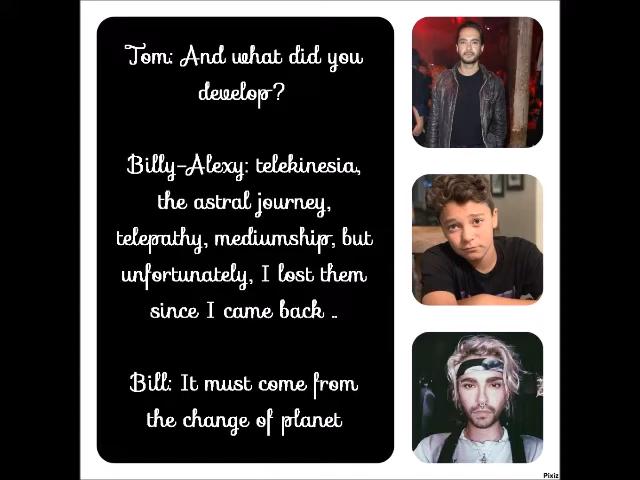 Tom: And what did you
develop?
Billy-Alexy: telekinesia,
the astral journey,
telepathy, mediumship, but
unfortunately, I lost them
since I came back ..
Bill: It must come from
the change of planet
Pixiz